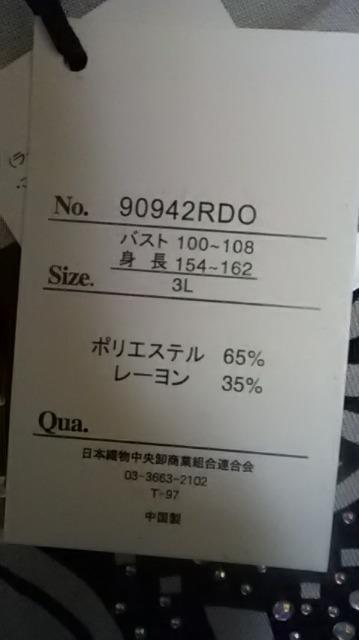 No. 90942RDO
バスト 100~108
身長 154~162
Size. 3L
ポリエステル 65%
レーヨン 35%
Qua.
日本織物中央卸商業組合連合会
03-3663-2102
T-97
中国製